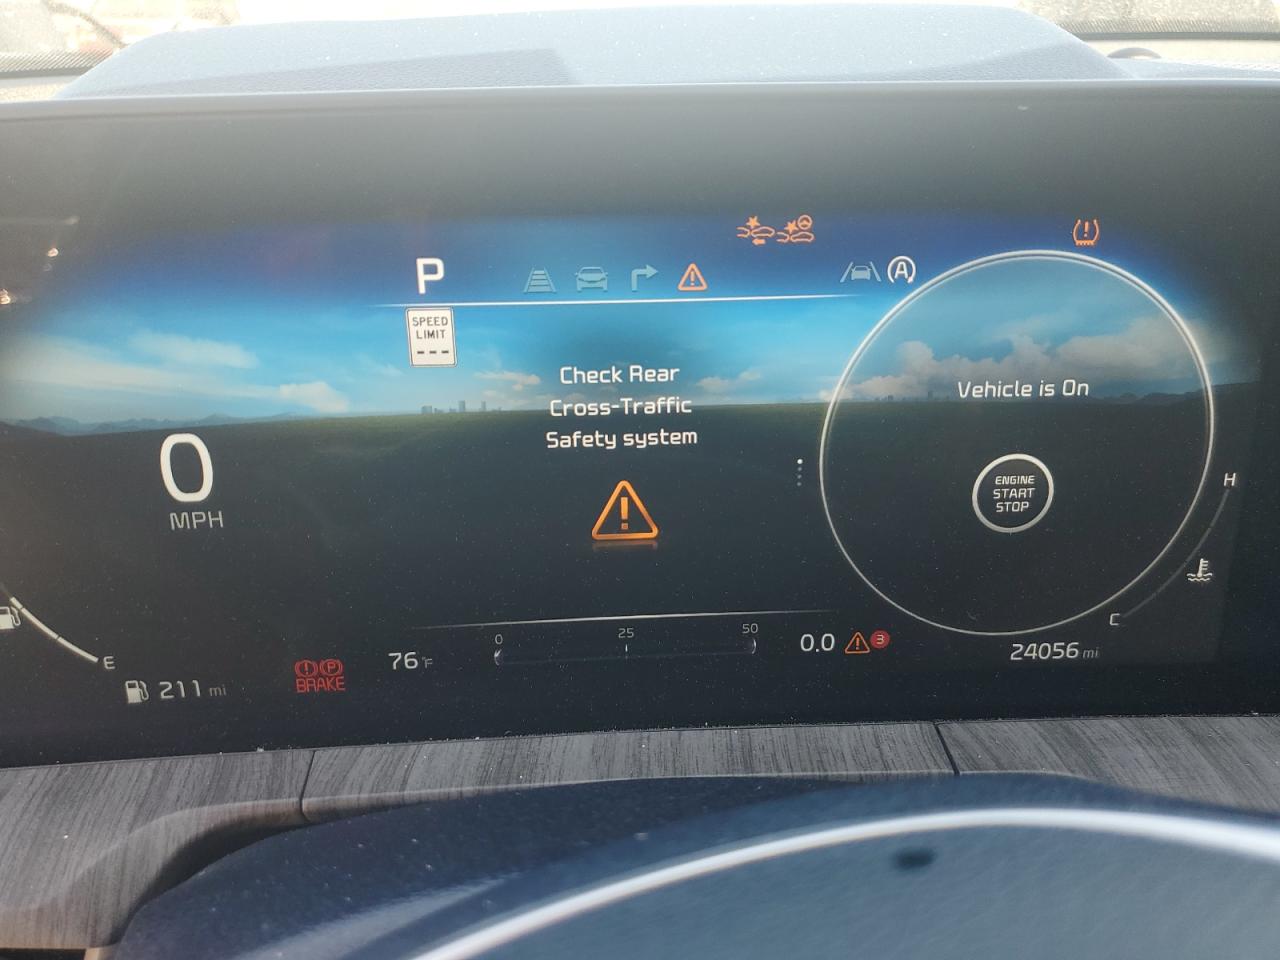 P
SPEED
LIMIT
---
Check Rear
Cross-Traffic
Safety system
A
Vehicle is On
ENGINE
START
STOP
0
MPH
H
C
E
211 mi
P
BRAKE
76°F
0 25 50
0.0
3
24056 mi